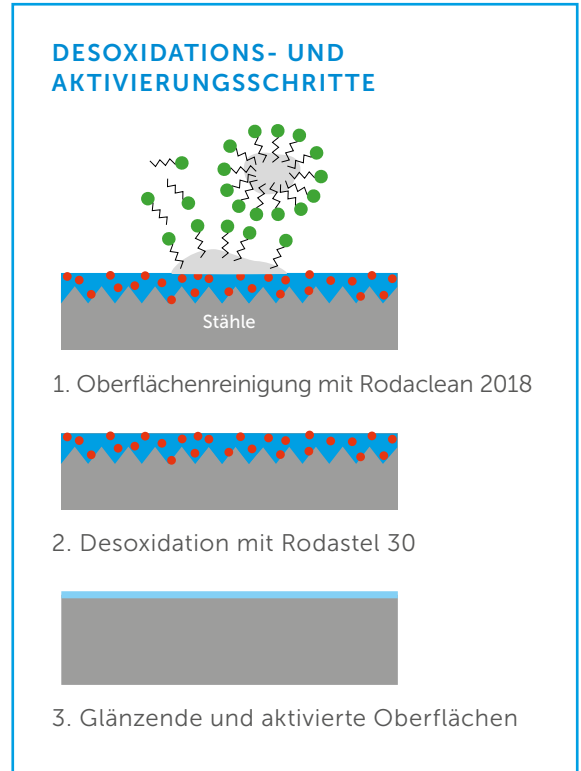 DESOXIDATIONS- UND
AKTIVIERUNGSSCHRITTE
Stähle
1. Oberflächenreinigung mit Rodaclean 2018
2. Desoxidation mit Rodastel 30
3. Glänzende und aktivierte Oberflächen